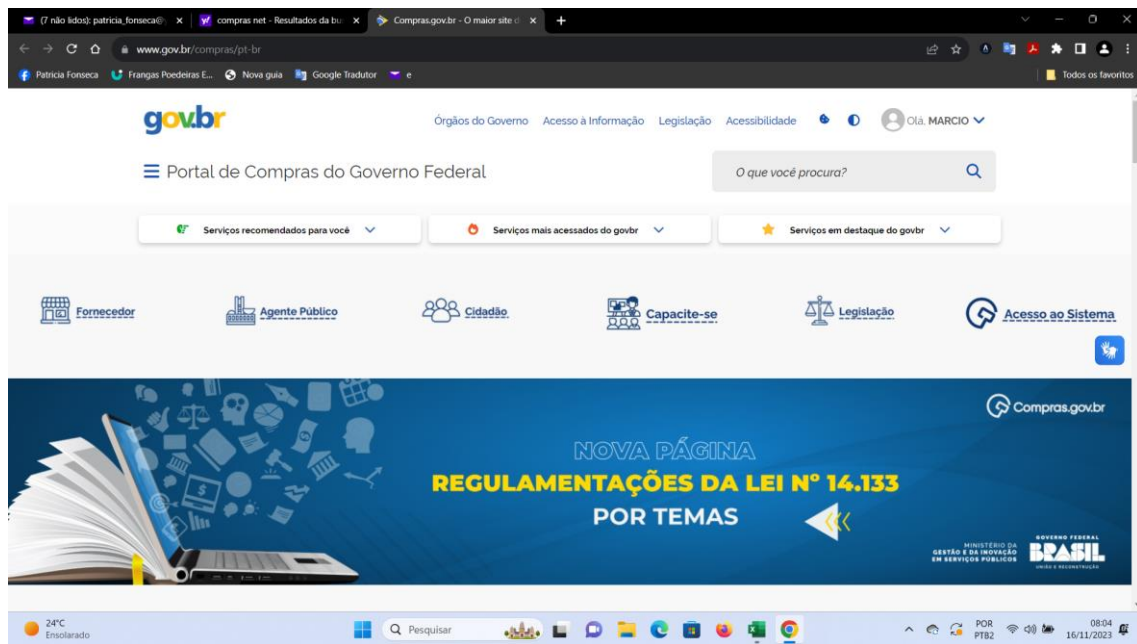 (7 não lidos): patricia_fonseca@
compras net - Resultados da bu
Compras.gov.br - O maior site d
www.gov.br/compras/pt-br
Patricia Fonseca
Frangas Poedeiras E...
Nova guia
Google Tradutor
e
Todos os favoritos
gov.br
Órgãos do Governo
Acesso à Informação
Legislação
Acessibilidade
Olá, MARCIO
Portal de Compras do Governo Federal
O que você procura?
Serviços recomendados para você
Serviços mais acessados do govbr
Serviços em destaque do govbr
Fornecedor
Agente Público
Cidadão
Capacite-se
Legislação
Acesso ao Sistema
Compras.gov.br
NOVA PÁGINA
REGULAMENTAÇÕES DA LEI Nº 14.133
POR TEMAS
MINISTÉRIO DA
GESTÃO E DA INOVAÇÃO
EM SERVIÇOS PÚBLICOS
GOVERNO FEDERAL
BRASIL
UNIÃO E RECONSTRUÇÃO
24°C
Ensolarado
Pesquisar
POR
PTB2
08:04
16/11/2023